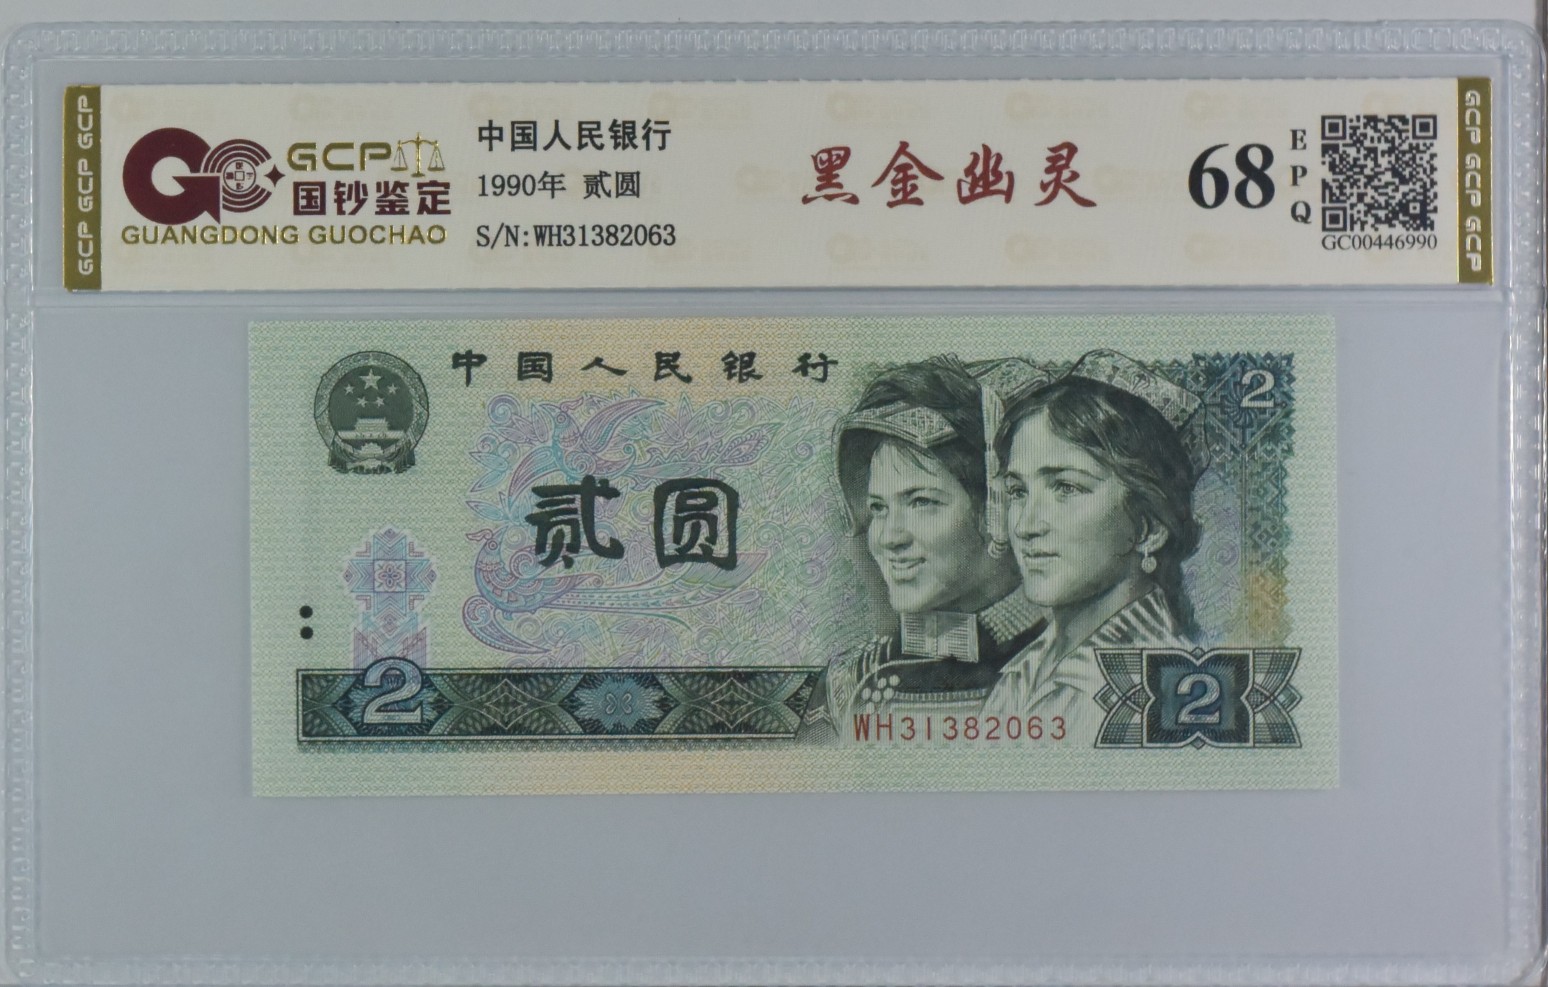 GCP GCP GCP
GCP
国钞鉴定
GUANGDONG GUOCHAO
中国人民银行
1990年 贰圆
S/N:WH31382063
黑金幽灵
68
EPQ
GC00446990
GCP GCP GCP
中国人民银行
2
贰圆
2
WH31382063
2